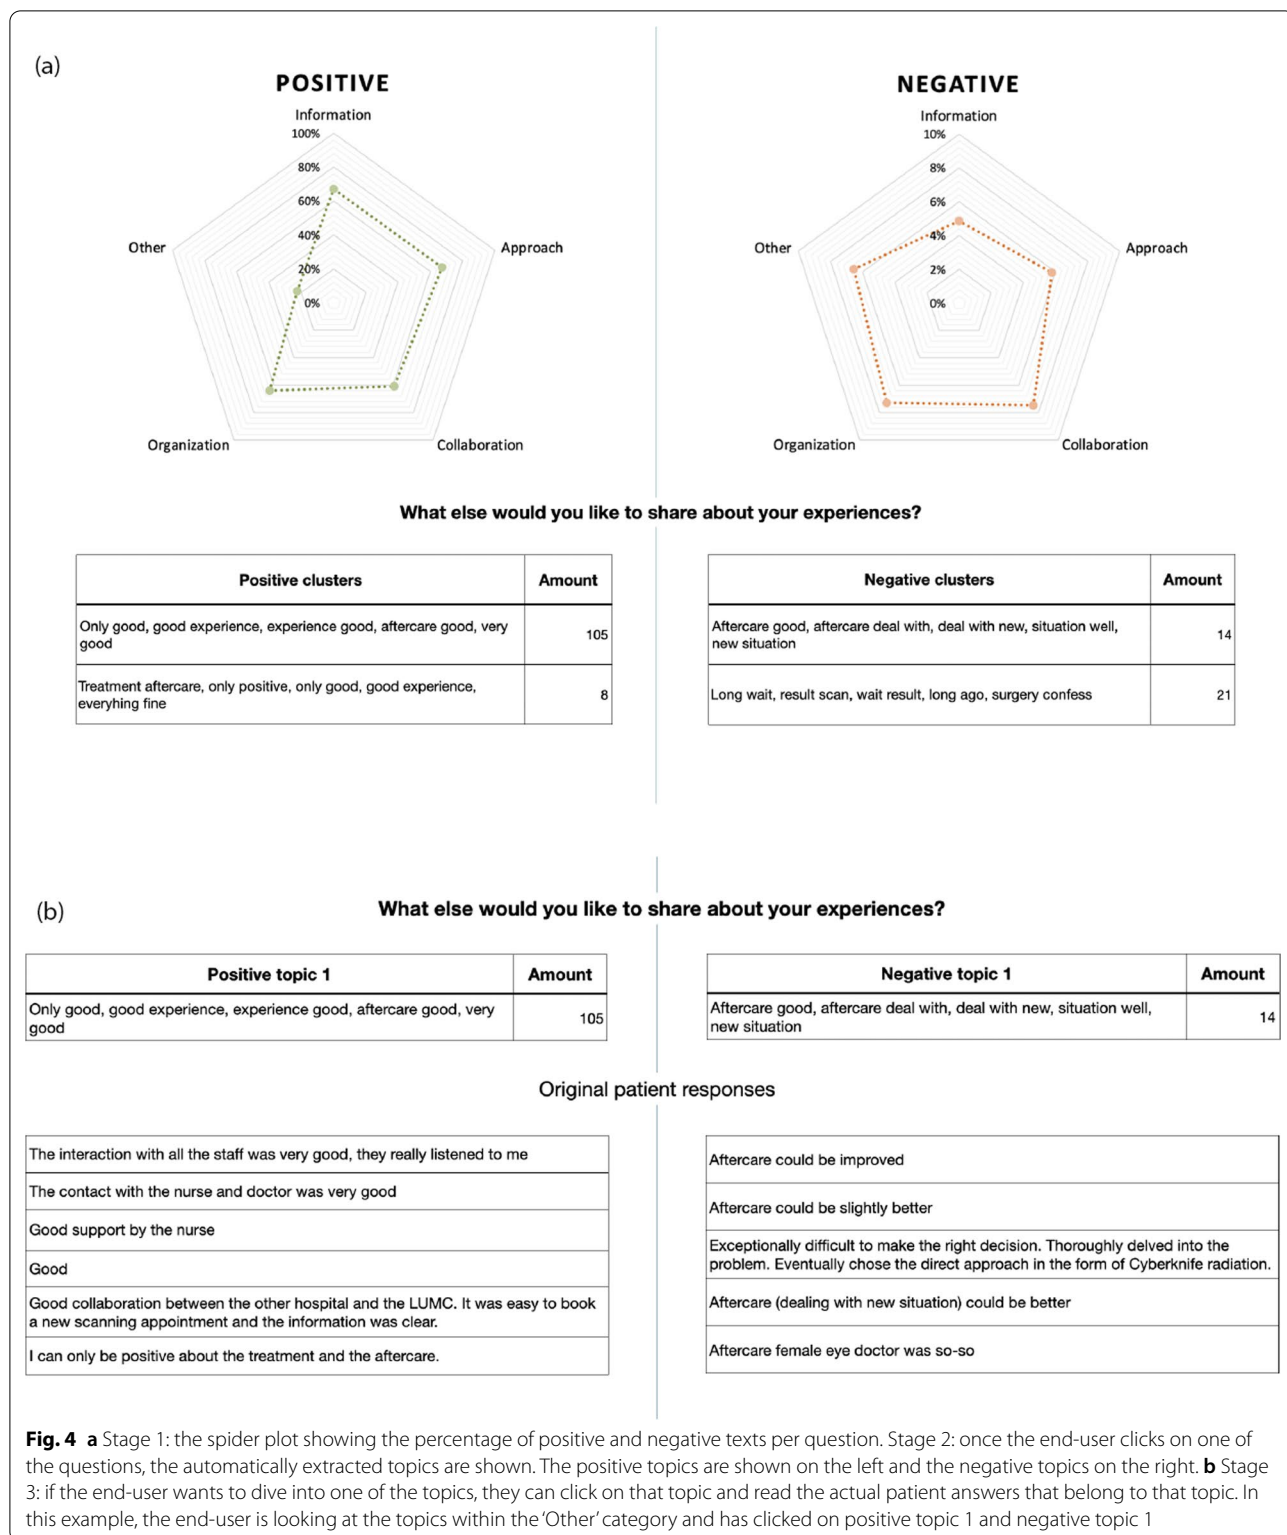 (a)
POSITIVE
Information
100%
80%
60%
40%
20%
0%
Other
Approach
Organization
Collaboration
NEGATIVE
Information
10%
8%
6%
4%
2%
0%
Other
Approach
Organization
Collaboration
What else would you like to share about your experiences?
Positive clusters Amount
Only good, good experience, experience good, aftercare good, very
good 105
Treatment aftercare, only positive, only good, good experience,
everyhing fine 8
Negative clusters Amount
Aftercare good, aftercare deal with, deal with new, situation well,
new situation 14
Long wait, result scan, wait result, long ago, surgery confess 21
(b)
What else would you like to share about your experiences?
Positive topic 1 Amount
Only good, good experience, experience good, aftercare good, very
good 105
Negative topic 1 Amount
Aftercare good, aftercare deal with, deal with new, situation well,
new situation 14
Original patient responses
The interaction with all the staff was very good, they really listened to me
The contact with the nurse and doctor was very good
Good support by the nurse
Good
Good collaboration between the other hospital and the LUMC. It was easy to book
a new scanning appointment and the information was clear.
I can only be positive about the treatment and the aftercare.
Aftercare could be improved
Aftercare could be slightly better
Exceptionally difficult to make the right decision. Thoroughly delved into the
problem. Eventually chose the direct approach in the form of Cyberknife radiation.
Aftercare (dealing with new situation) could be better
Aftercare female eye doctor was so-so
Fig. 4 a Stage 1: the spider plot showing the percentage of positive and negative texts per question. Stage 2: once the end-user clicks on one of
the questions, the automatically extracted topics are shown. The positive topics are shown on the left and the negative topics on the right. b Stage
3: if the end-user wants to dive into one of the topics, they can click on that topic and read the actual patient answers that belong to that topic. In
this example, the end-user is looking at the topics within the ‘Other’ category and has clicked on positive topic 1 and negative topic 1